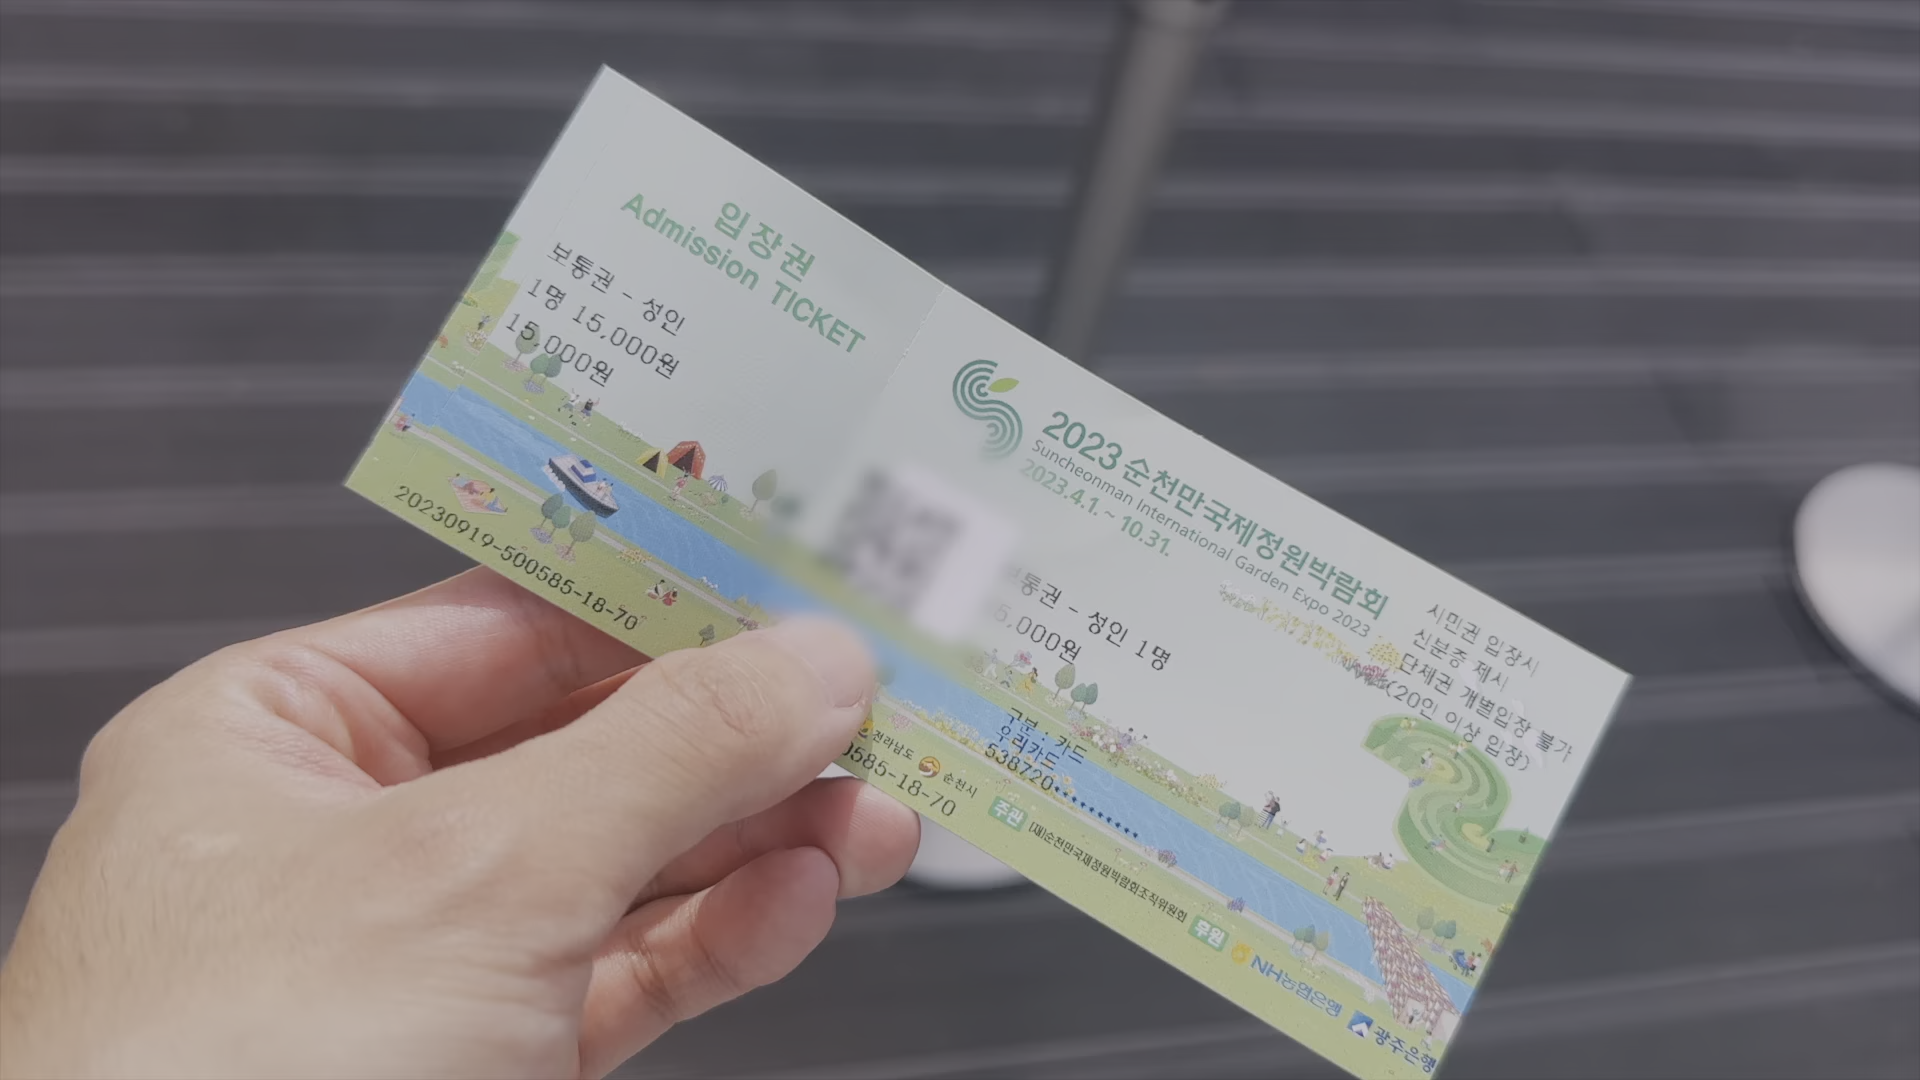 입장권
Admission TICKET
보통권 - 성인
1명 15,000원
15,000원
20230919-500585-18-70
2023순천만국제정원박람회
Suncheonman International Garden Expo 2023
2023.4.1. ~ 10.31.
통권 - 성인 1명
5,000원
시민권 입장시
신분증 제시
단체권 개별입장 불가
(20인 이상 입장)
구분 : 카드
우리카드
538720**********
전라남도 순천시
0585-18-70
주관 (재)순천만국제정원박람회조직위원회 후원 NH농협은행 광주은행